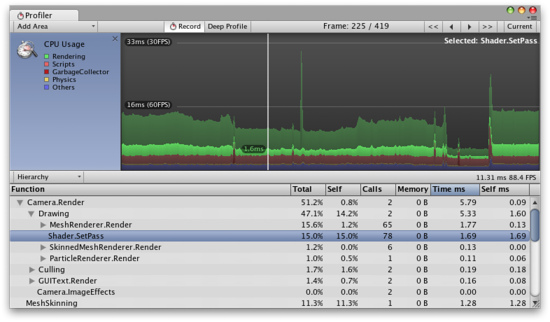 Profiler
Add Area Record Deep Profile Frame: 225 / 419 << >> Current
CPU Usage
Rendering
Scripts
GarbageCollector
Physics
Others
33ms (30FPS)
Selected: Shader.SetPass
16ms (60FPS)
1.6ms
Hierarchy 11.31 ms 88.4 FPS
Function Total Self Calls Memory Time ms Self ms
Camera.Render 51.2% 0.8% 2 0 B 5.79 0.09
Drawing 47.1% 14.2% 2 0 B 5.33 1.60
MeshRenderer.Render 15.6% 1.2% 65 0 B 1.77 0.13
Shader.SetPass 15.0% 15.0% 78 0 B 1.69 1.69
SkinnedMeshRenderer.Render 1.2% 0.0% 6 0 B 0.13 0.00
ParticleRenderer.Render 1.0% 0.5% 1 0 B 0.11 0.06
Culling 1.7% 1.6% 2 0 B 0.19 0.18
GUIText.Render 1.4% 0.7% 2 0 B 0.16 0.08
Camera.ImageEffects 0.0% 0.0% 2 0 B 0.00 0.00
MeshSkinning 11.3% 11.3% 1 0 B 1.28 1.28